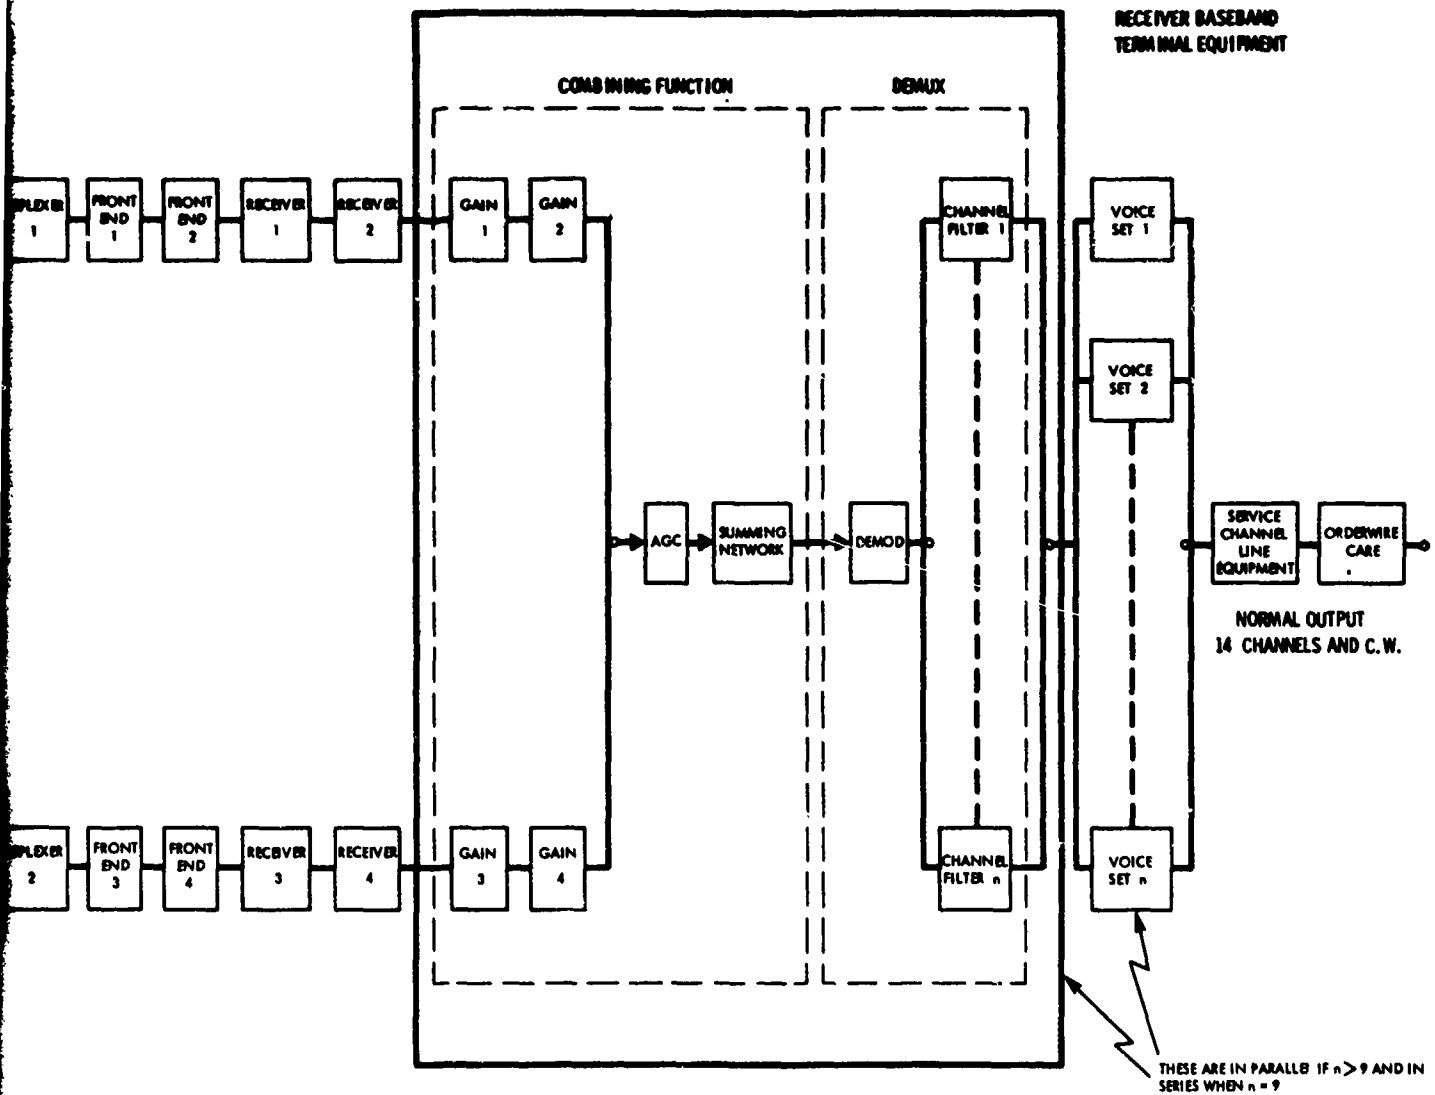 RECEIVER BASEBAND
TERMINAL EQUIPMENT
COMBINING FUNCTION
DEMUX
PLEXER
1
FRONT
END
1
FRONT
END
2
RECEIVER
1
RECEIVER
2
GAIN
1
GAIN
2
CHANNEL
FILTER 1
VOICE
SET 1
VOICE
SET 2
AGC
SUMMING
NETWORK
DEMOD
SERVICE
CHANNEL
LINE
EQUIPMENT
ORDERWIRE
CARE
NORMAL OUTPUT
14 CHANNELS AND C.W.
PLEXER
2
FRONT
END
3
FRONT
END
4
RECEIVER
3
RECEIVER
4
GAIN
3
GAIN
4
CHANNEL
FILTER n
VOICE
SET n
THESE ARE IN PARALLEL IF n > 9 AND IN
SERIES WHEN n = 9